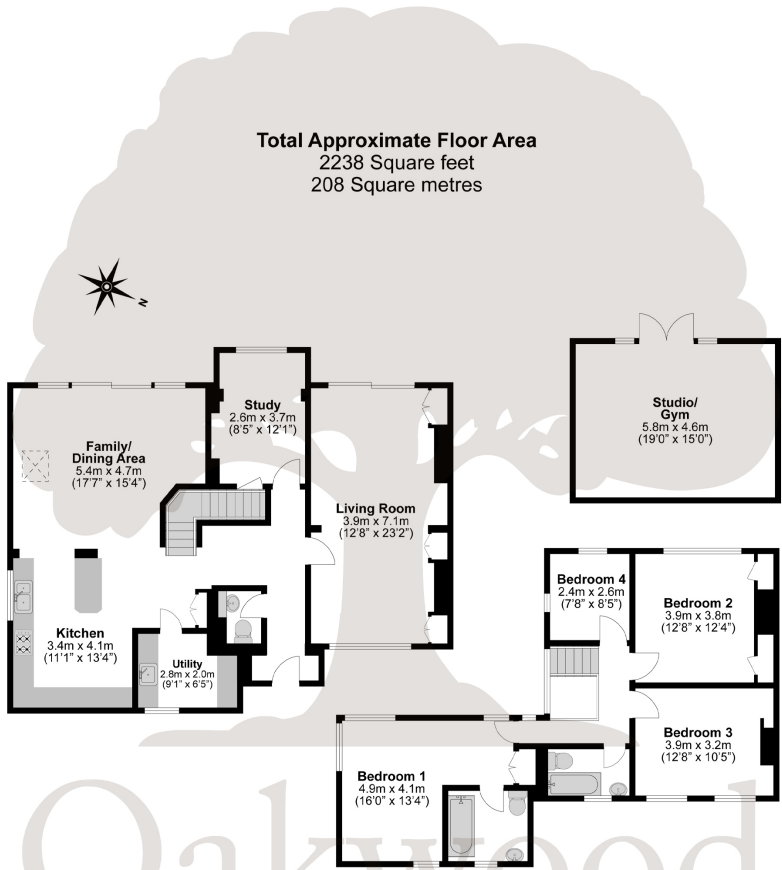 Total Approximate Floor Area
2238 Square feet
208 Square metres
N
Study
2.6m x 3.7m
(8'5" x 12'1")
Family/
Dining Area
5.4m x 4.7m
(17'7" x 15'4")
Living Room
3.9m x 7.1m
(12'8" x 23'2")
Studio/
Gym
5.8m x 4.6m
(19'0" x 15'0")
Kitchen
3.4m x 4.1m
(11'1" x 13'4")
Utility
2.8m x 2.0m
(9'1" x 6'5")
Bedroom 4
2.4m x 2.6m
(7'8" x 8'5")
Bedroom 2
3.9m x 3.8m
(12'8" x 12'4")
Bedroom 3
3.9m x 3.2m
(12'8" x 10'5")
Bedroom 1
4.9m x 4.1m
(16'0" x 13'4")
Oakwood